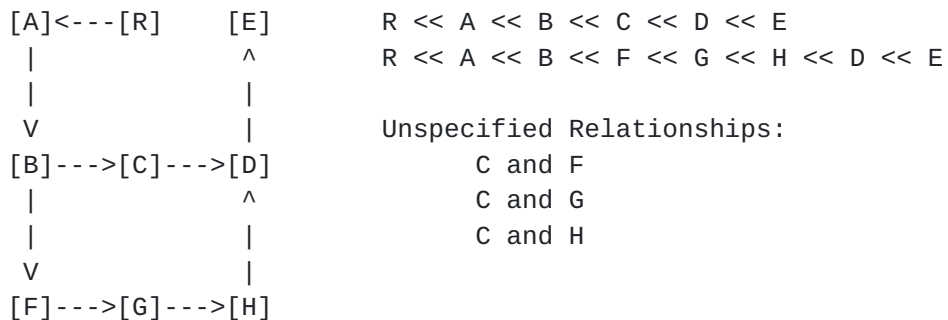 [A]<---[R]    [E]       R << A << B << C << D << E
 |             ^        R << A << B << F << G << H << D << E
 |             |
 V             |        Unspecified Relationships:
[B]--->[C]--->[D]             C and F
 |             ^              C and G
 |             |              C and H
 V             |
[F]--->[G]--->[H]